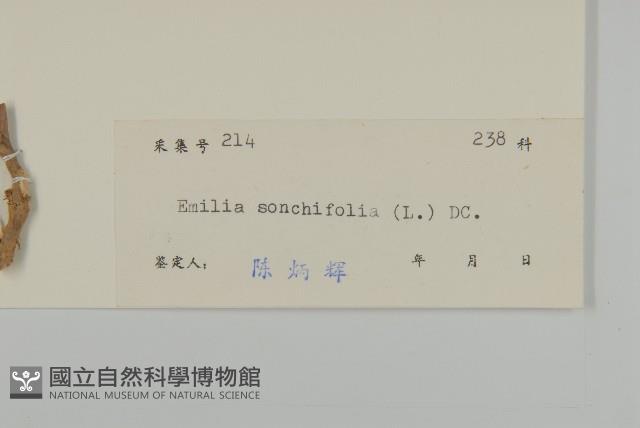 采集号 214 238 科
Emilia sonchifolia (L.) DC.
鉴定人: 陈炳辉 年 月 日
國立自然科學博物館
NATIONAL MUSEUM OF NATURAL SCIENCE